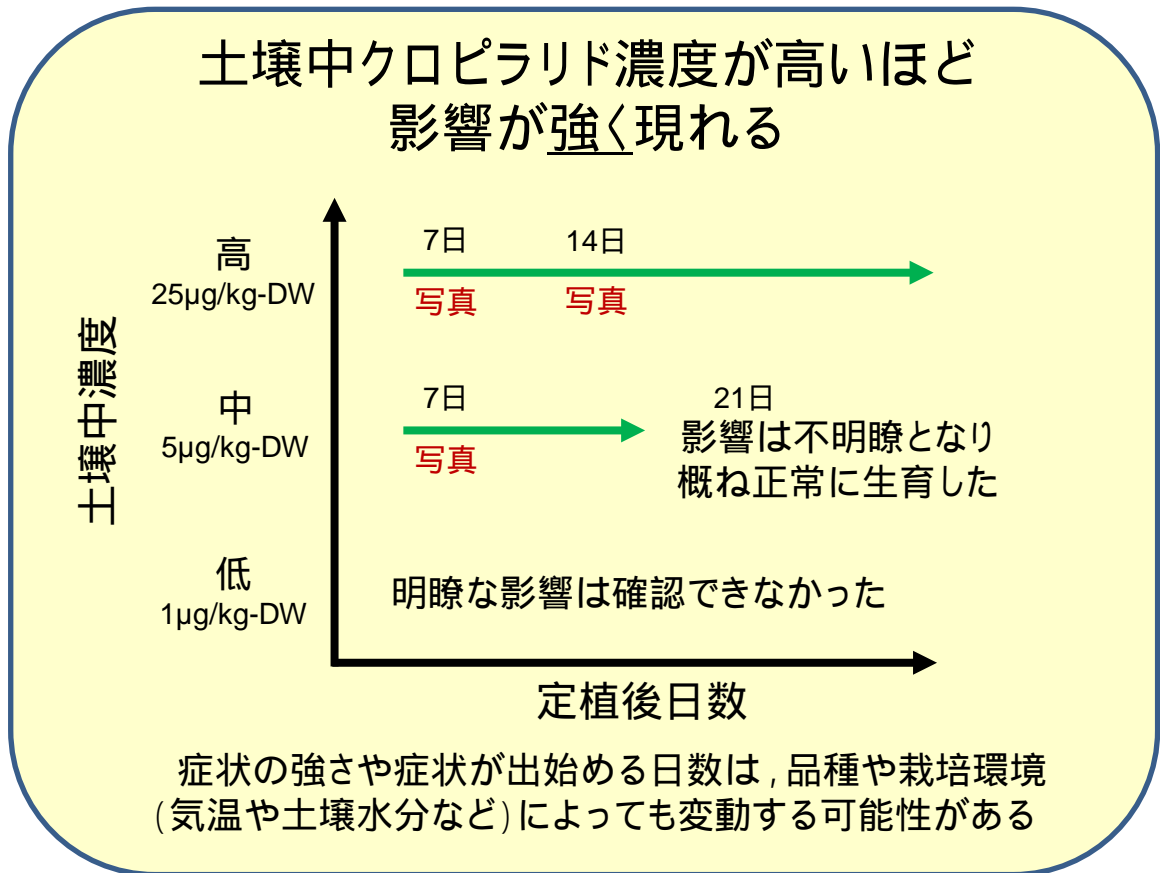 土壌中クロピラリド濃度が高いほど
影響が強く現れる
7日
14日
高
25µg/kg-DW
写真
写真
土壌中濃度
7日
21日
中
5µg/kg-DW
影響は不明瞭となり
写真
概ね正常に生育した
低
1µg/kg-DW
明瞭な影響は確認できなかった
定植後日数
症状の強さや症状が出始める日数は,品種や栽培環境
(気温や土壌水分など)によっても変動する可能性がある